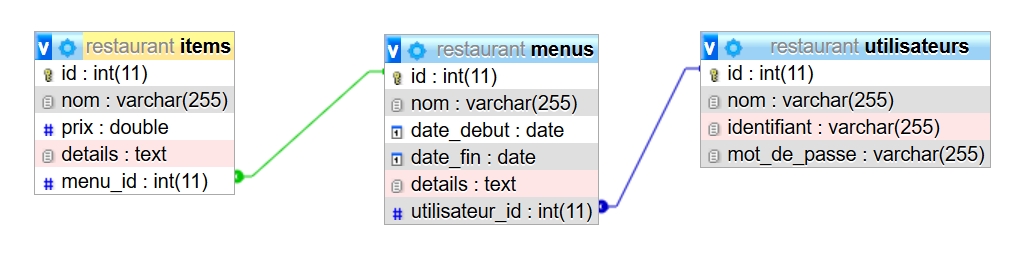 v restaurant items
id : int(11)
nom : varchar(255)
# prix : double
details : text
# menu_id : int(11)
v restaurant menus
id : int(11)
nom : varchar(255)
date_debut : date
date_fin : date
details : text
# utilisateur_id : int(11)
v restaurant utilisateurs
id : int(11)
nom : varchar(255)
identifiant : varchar(255)
mot_de_passe : varchar(255)